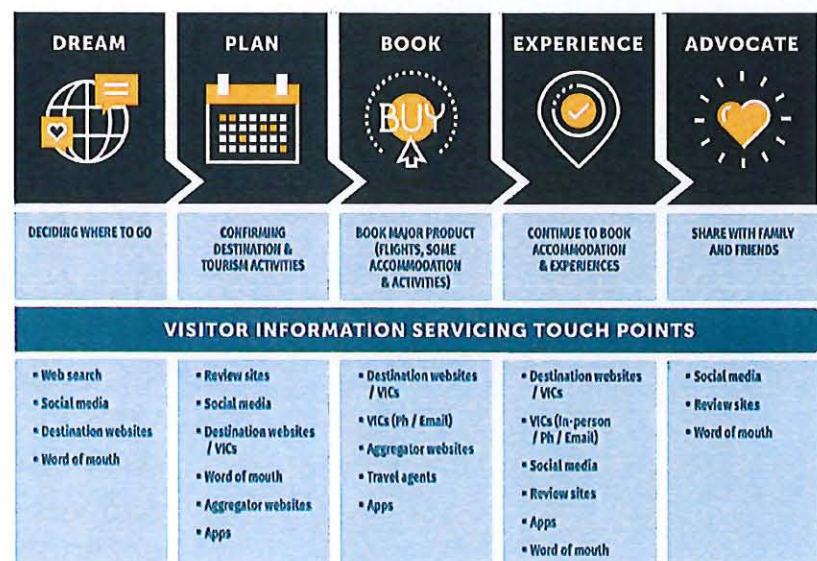 DREAM
PLAN
BOOK
EXPERIENCE
ADVOCATE
BUY
DECIDING WHERE TO GO
CONFIRMING
DESTINATION &
TOURISM ACTIVITIES
BOOK MAJOR PRODUCT
(FLIGHTS, SOME
ACCOMMODATION
& ACTIVITIES)
CONTINUE TO BOOK
ACCOMMODATION
& EXPERIENCES
SHARE WITH FAMILY
AND FRIENDS
VISITOR INFORMATION SERVICING TOUCH POINTS
▪ Web search
▪ Social media
▪ Destination websites
▪ Word of mouth
▪ Review sites
▪ Social media
▪ Destination websites
/ VICs
▪ Word of mouth
▪ Aggregator websites
▪ Apps
▪ Destination websites
/ VICs
▪ VICs (Ph / Email)
▪ Aggregator websites
▪ Travel agents
▪ Apps
▪ Destination websites
/ VICs
▪ VICs (In-person
/ Ph / Email)
▪ Social media
▪ Review sites
▪ Apps
▪ Word of mouth
▪ Social media
▪ Review sites
▪ Word of mouth